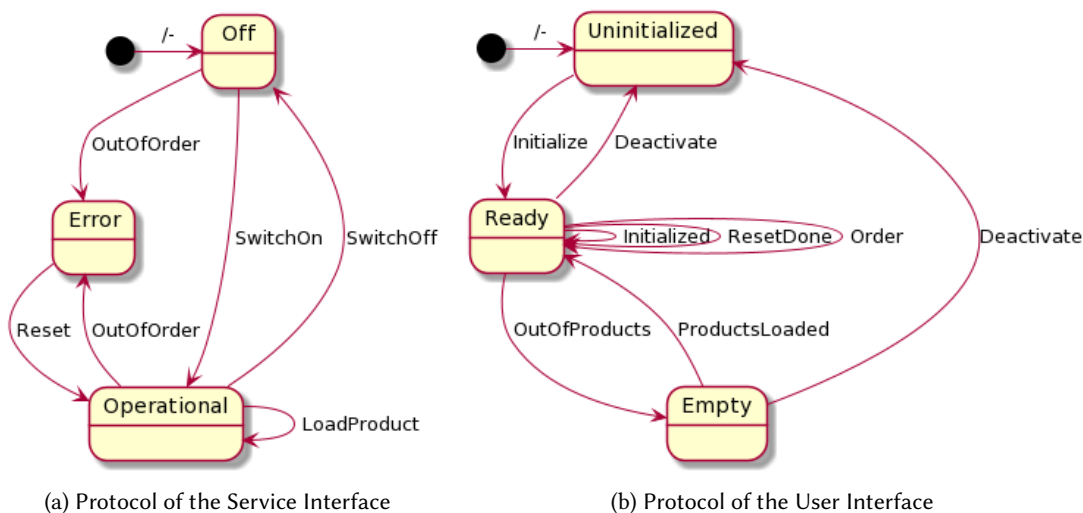 /-
Off
OutOfOrder
Error
SwitchOn
SwitchOff
Reset
OutOfOrder
Operational
LoadProduct
(a) Protocol of the Service Interface
/-
Uninitialized
Initialize
Deactivate
Ready
Initialized
ResetDone
Order
Deactivate
OutOfProducts
ProductsLoaded
Empty
(b) Protocol of the User Interface